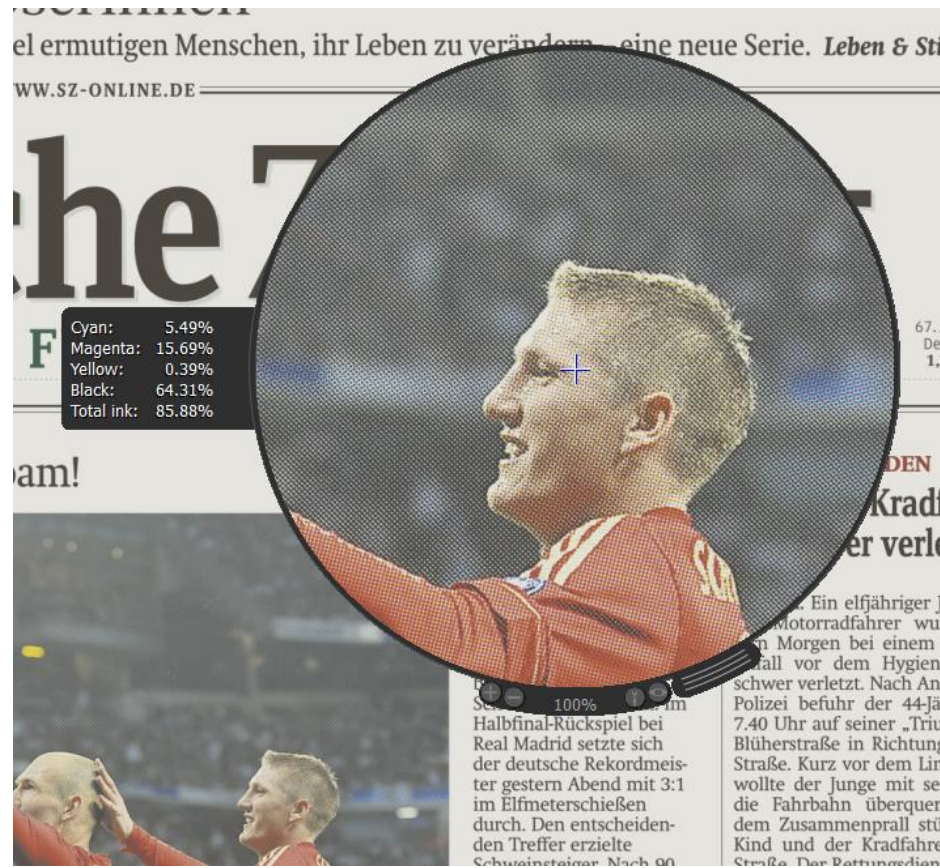 el ermutigen Menschen, ihr Leben zu verändern – eine neue Serie. Leben & Sti
WW.SZ-ONLINE.DE
che Z
F
67.
De
1,
Cyan: 5.49%
Magenta: 15.69%
Yellow: 0.39%
Black: 64.31%
Total ink: 85.88%
am!
DEN
Kradf
er verle
Ein elfjähriger J
Motorradfahrer wu
n Morgen bei einem
fall vor dem Hygien
schwer verletzt. Nach An
Polizei befuhr der 44-Jä
7.40 Uhr auf seiner „Triu
Blüherstraße in Richtung
Straße. Kurz vor dem Lin
wollte der Junge mit se
die Fahrbahn überquer
dem Zusammenprall stü
Kind und der Kradfahre
Straße. Der Rettungsdien
100%
im
Halbfinal-Rückspiel bei
Real Madrid setzte sich
der deutsche Rekordmeis-
ter gestern Abend mit 3:1
im Elfmeterschießen
durch. Den entscheiden-
den Treffer erzielte
Schweinsteiger. Nach 90